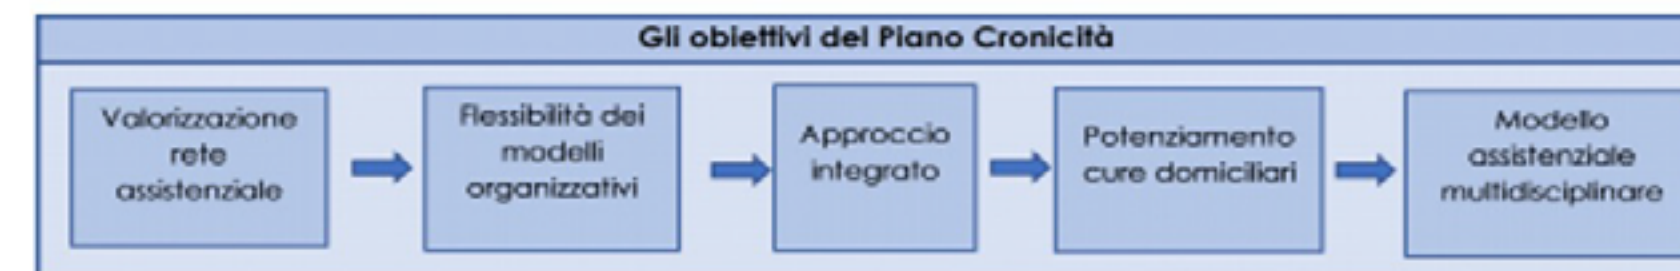 Gli obiettivi del Piano Cronicità
Valorizzazione
rete
assistenziale
Flessibilità dei
modelli
organizzativi
Approccio
integrato
Potenziamento
cure domiciliari
Modello
assistenziale
multidisciplinare